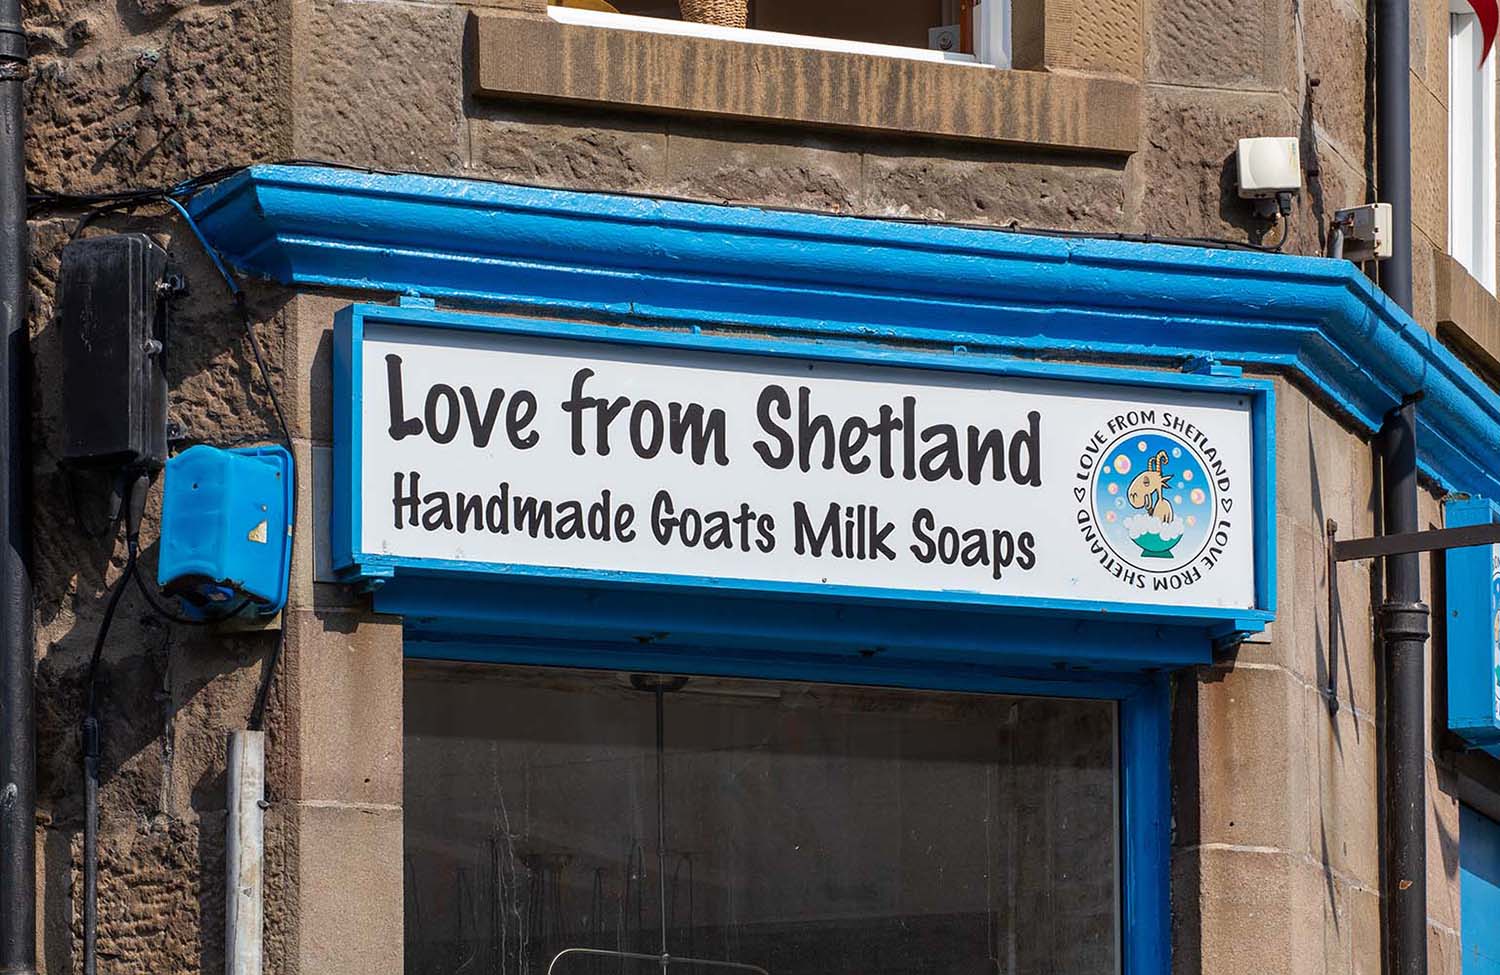 Love from Shetland
Handmade Goats Milk Soaps
LOVE FROM SHETLAND
LOVE FROM SHETLAND